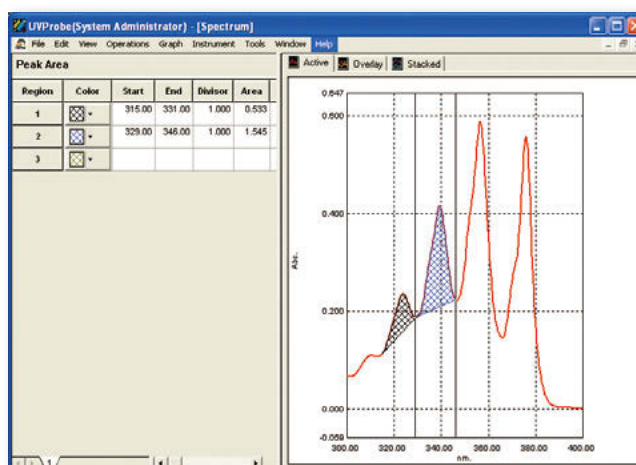 UVProbe(System Administrator) - [Spectrum]
File Edit View Operations Graph Instrument Tools Window Help
Peak Area
Region Color Start End Divisor Area
1 315.00 331.00 1.000 0.533
2 329.00 346.00 1.000 1.545
3
1
Active Overlay Stacked
0.647
0.600
0.400
Abs.
0.200
0.000
-0.059
300.00 320.00 340.00 360.00 380.00 400.00
nm.